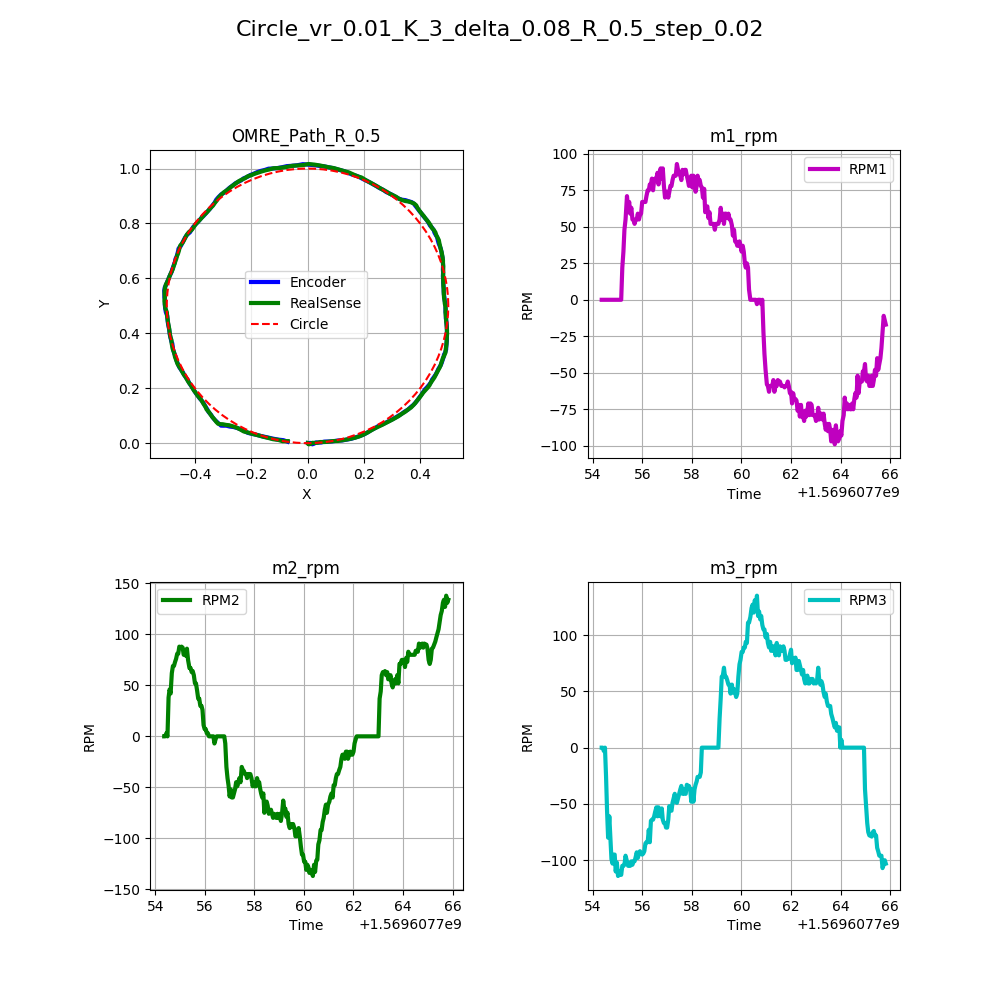 Circle_vr_0.01_K_3_delta_0.08_R_0.5_step_0.02
OMRE_Path_R_0.5
1.0
0.8
0.6
0.4
0.2
0.0
Y
Encoder
RealSense
Circle
−0.4
−0.2
0.0
0.2
0.4
X
m1_rpm
100
75
50
25
0
−25
−50
−75
−100
RPM
RPM1
54
56
58
60
62
64
66
Time
+1.5696077e9
m2_rpm
150
100
50
0
−50
−100
−150
RPM
RPM2
54
56
58
60
62
64
66
Time
+1.5696077e9
m3_rpm
100
50
0
−50
−100
RPM
RPM3
54
56
58
60
62
64
66
Time
+1.5696077e9